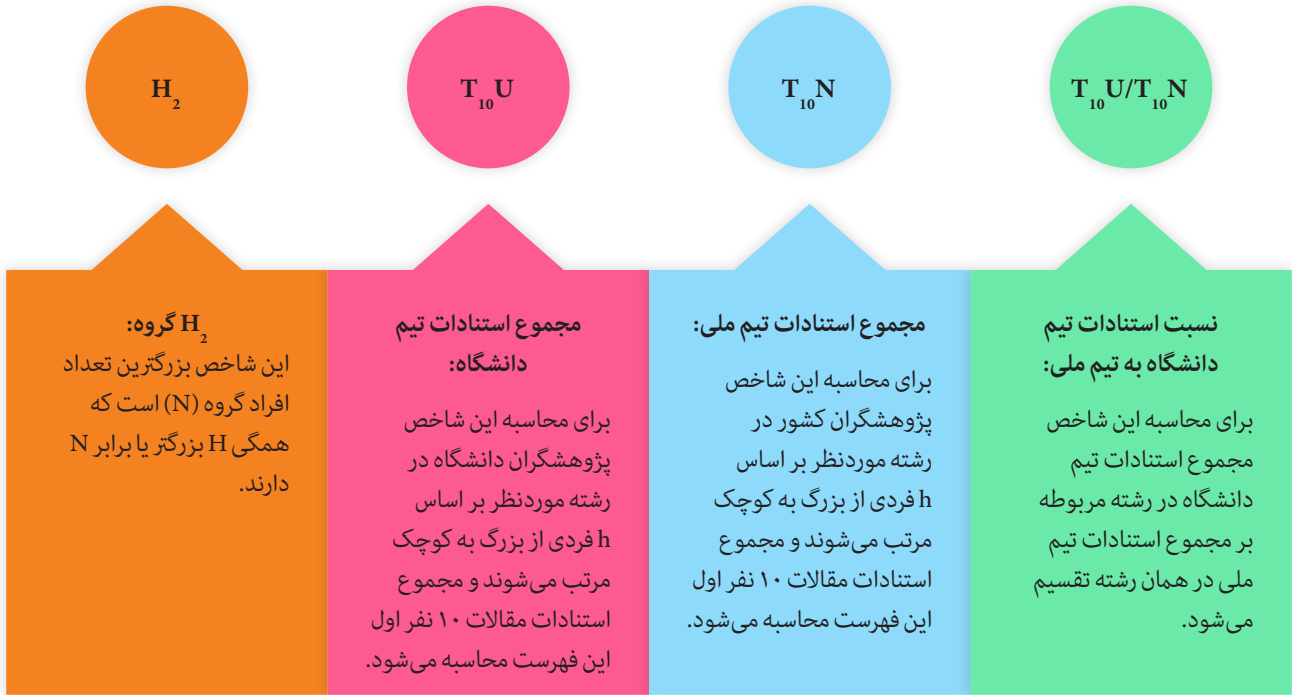 T₁₀U/T₁₀N
نسبت استنادات تیم
دانشگاه به تیم ملی:
برای محاسبه این شاخص
مجموع استنادات تیم
دانشگاه در رشته مربوطه
بر مجموع استنادات تیم
ملی در همان رشته تقسیم
می‌شود.
T₁₀N
مجموع استنادات تیم ملی:
برای محاسبه این شاخص
پژوهشگران کشور در
رشته موردنظر بر اساس
h فردی از بزرگ به کوچک
مرتب می‌شوند و مجموع
استنادات مقالات ۱۰ نفر اول
این فهرست محاسبه می‌شود.
T₁₀U
مجموع استنادات تیم
دانشگاه:
برای محاسبه این شاخص
پژوهشگران دانشگاه در
رشته موردنظر بر اساس
h فردی از بزرگ به کوچک
مرتب می‌شوند و مجموع
استنادات مقالات ۱۰ نفر اول
این فهرست محاسبه می‌شود.
H₂
H₂ گروه:
این شاخص بزرگترین تعداد
افراد گروه (N) است که
همگی H بزرگتر یا برابر N
دارند.